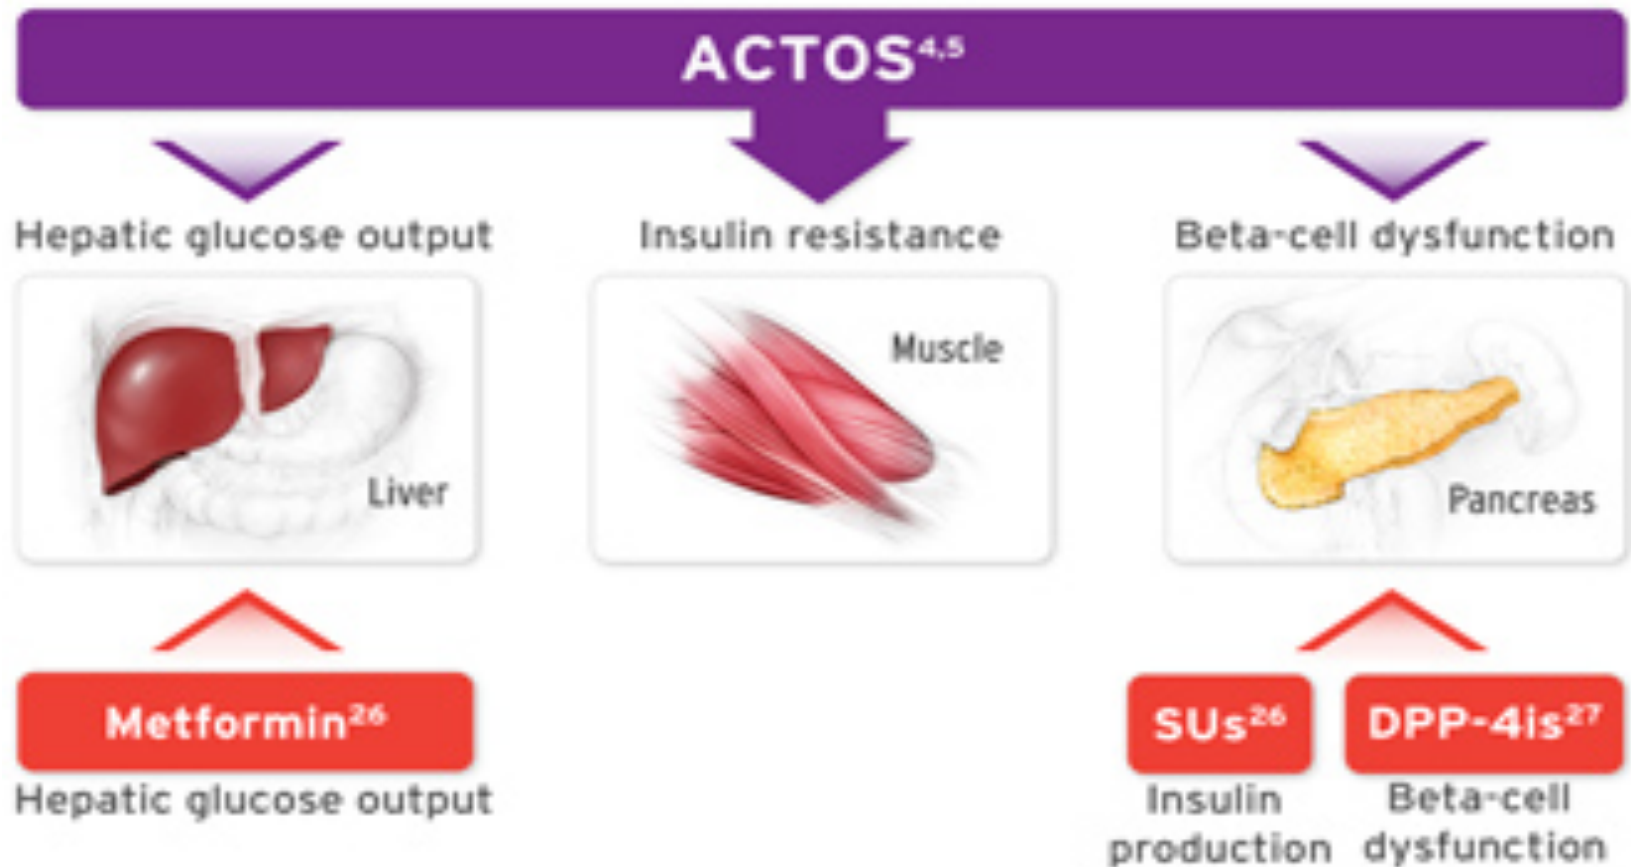 ACTOS4,5
Hepatic glucose output
Insulin resistance
Beta-cell dysfunction
Liver
Muscle
Pancreas
Metformin26
Hepatic glucose output
SUs26
Insulin
production
DPP-4is27
Beta-cell
dysfunction